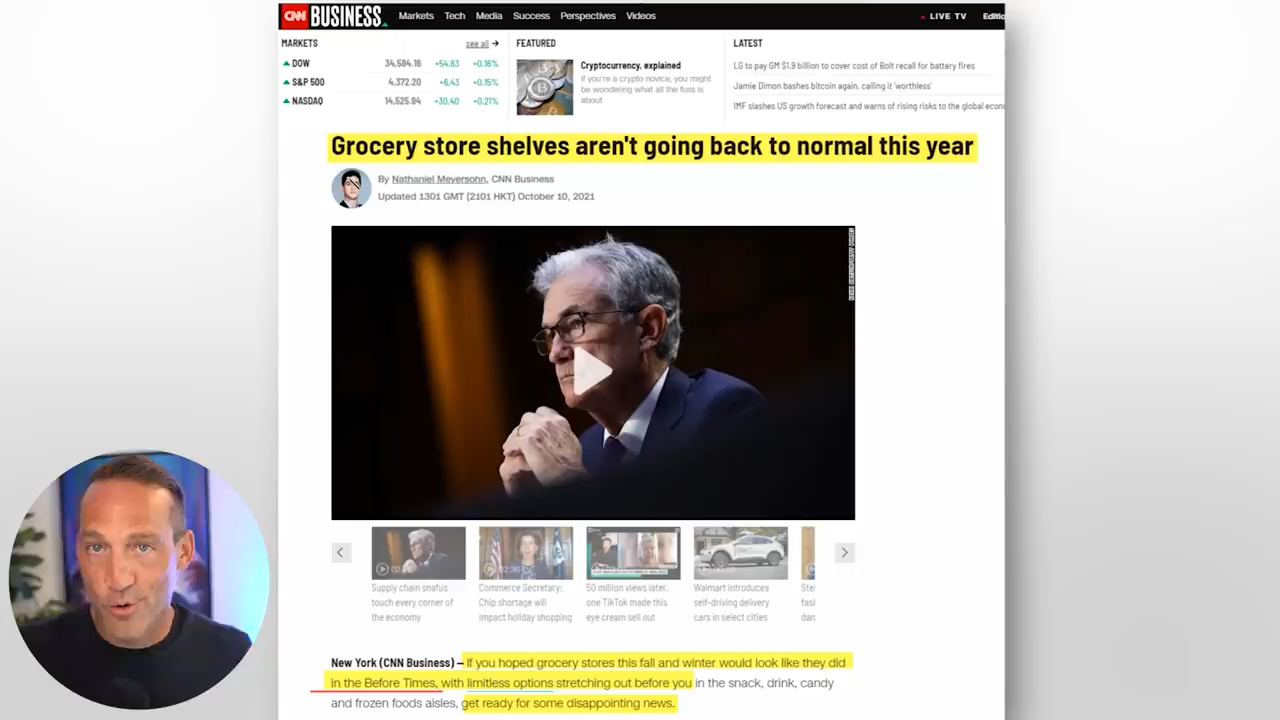 CNN BUSINESS Markets Tech Media Success Perspectives Videos LIVE TV Editio
MARKETS see all →
DOW 34,584.16 +54.83 +0.16%
S&P 500 4,372.20 +6.43 +0.15%
NASDAQ 14,525.94 +30.40 +0.21%
FEATURED
Cryptocurrency, explained
If you're a crypto novice, you might
be wondering what all the fuss is
about
LATEST
LG to pay GM $1.9 billion to cover cost of Bolt recall for battery fires
Jamie Dimon bashes bitcoin again, calling it 'worthless'
IMF slashes US growth forecast and warns of rising risks to the global econo
Grocery store shelves aren't going back to normal this year
By Nathaniel Meyersohn, CNN Business
Updated 1301 GMT (2101 HKT) October 10, 2021
Supply chain snafus
touch every corner of
the economy
Commerce Secretary:
Chip shortage will
impact holiday shopping
50 million views later,
one TikTok made this
eye cream sell out
Walmart introduces
self-driving delivery
cars in select cities
Stel
fasl
dan
New York (CNN Business) — If you hoped grocery stores this fall and winter would look like they did
in the Before Times, with limitless options stretching out before you in the snack, drink, candy
and frozen foods aisles, get ready for some disappointing news.